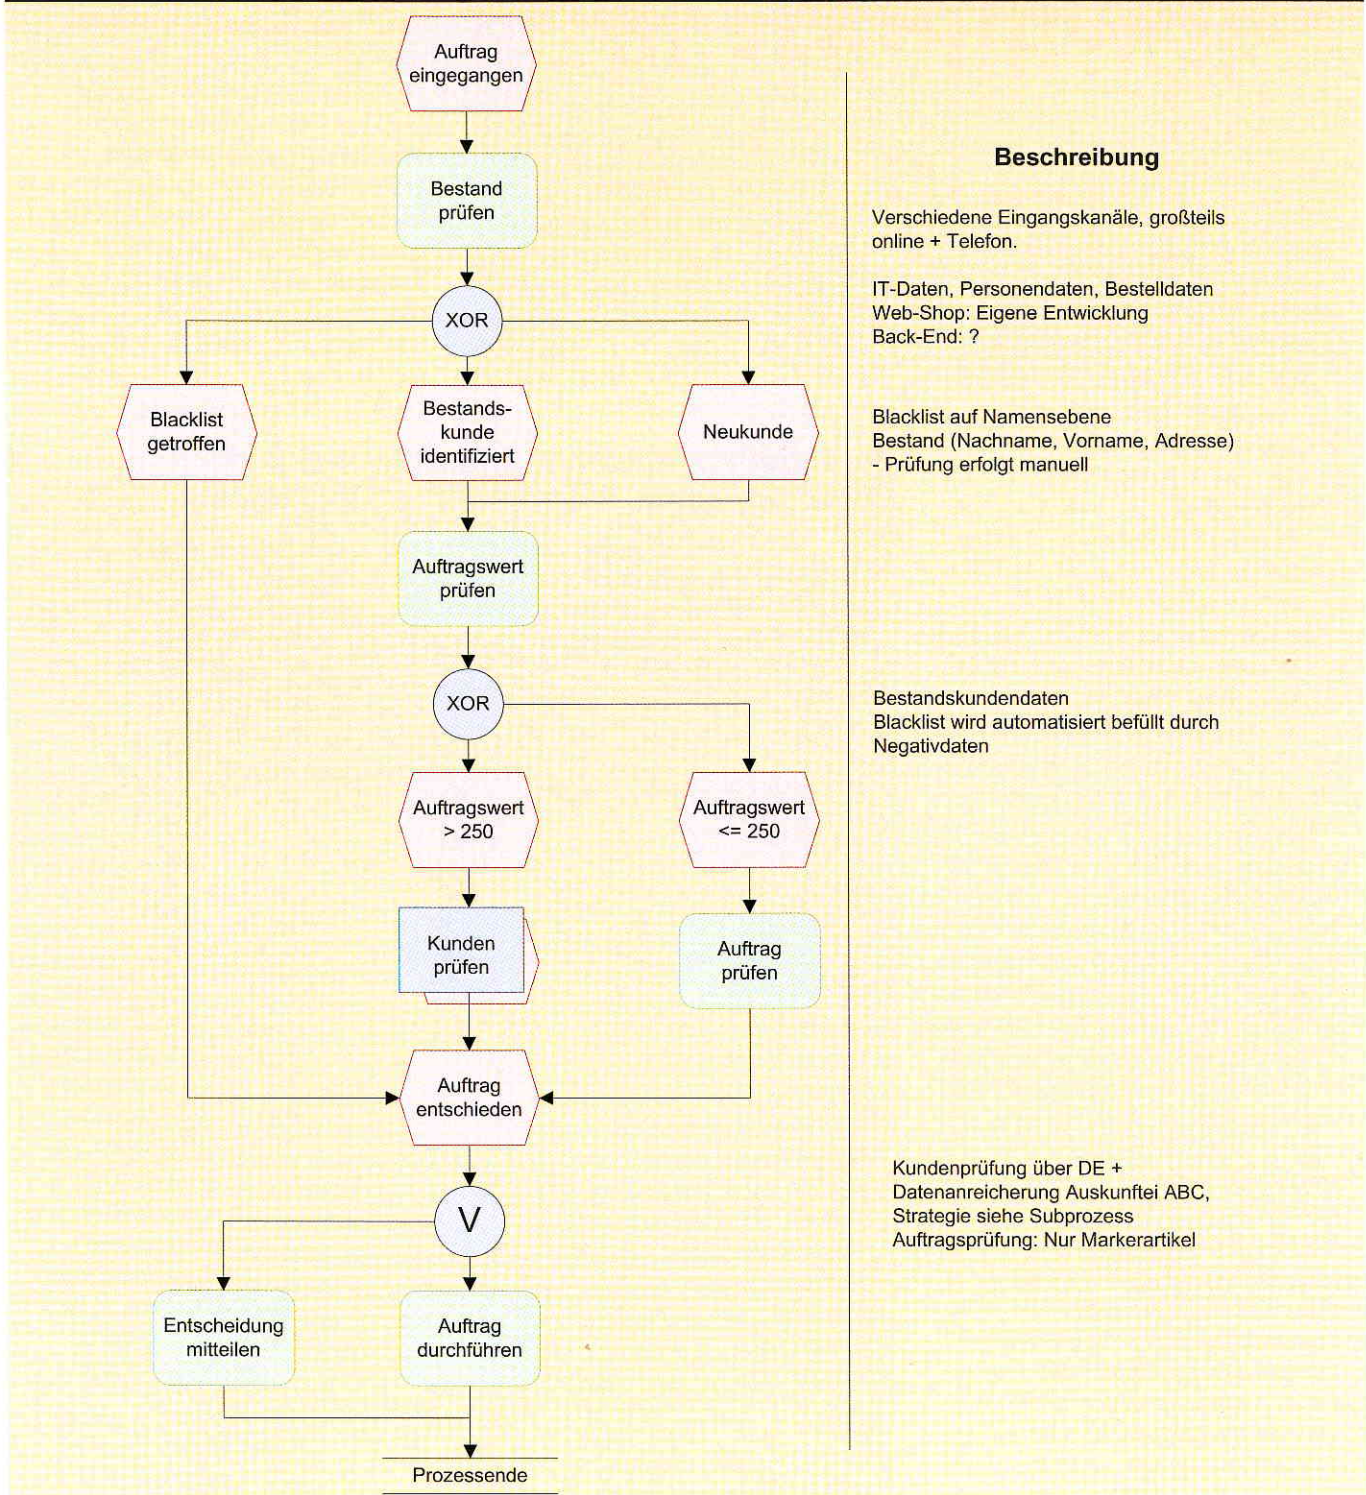 Auftrag
eingegangen
Bestand
prüfen
XOR
Blacklist
getroffen
Bestands-
kunde
identifiziert
Neukunde
Auftragswert
prüfen
XOR
Auftragswert
> 250
Auftragswert
<= 250
Kunden
prüfen
Auftrag
prüfen
Auftrag
entschieden
V
Entscheidung
mitteilen
Auftrag
durchführen
Prozessende
Beschreibung
Verschiedene Eingangskanäle, großteils
online + Telefon.
IT-Daten, Personendaten, Bestelldaten
Web-Shop: Eigene Entwicklung
Back-End: ?
Blacklist auf Namensebene
Bestand (Nachname, Vorname, Adresse)
- Prüfung erfolgt manuell
Bestandskundendaten
Blacklist wird automatisiert befüllt durch
Negativdaten
Kundenprüfung über DE +
Datenanreicherung Auskunftei ABC,
Strategie siehe Subprozess
Auftragsprüfung: Nur Markerartikel